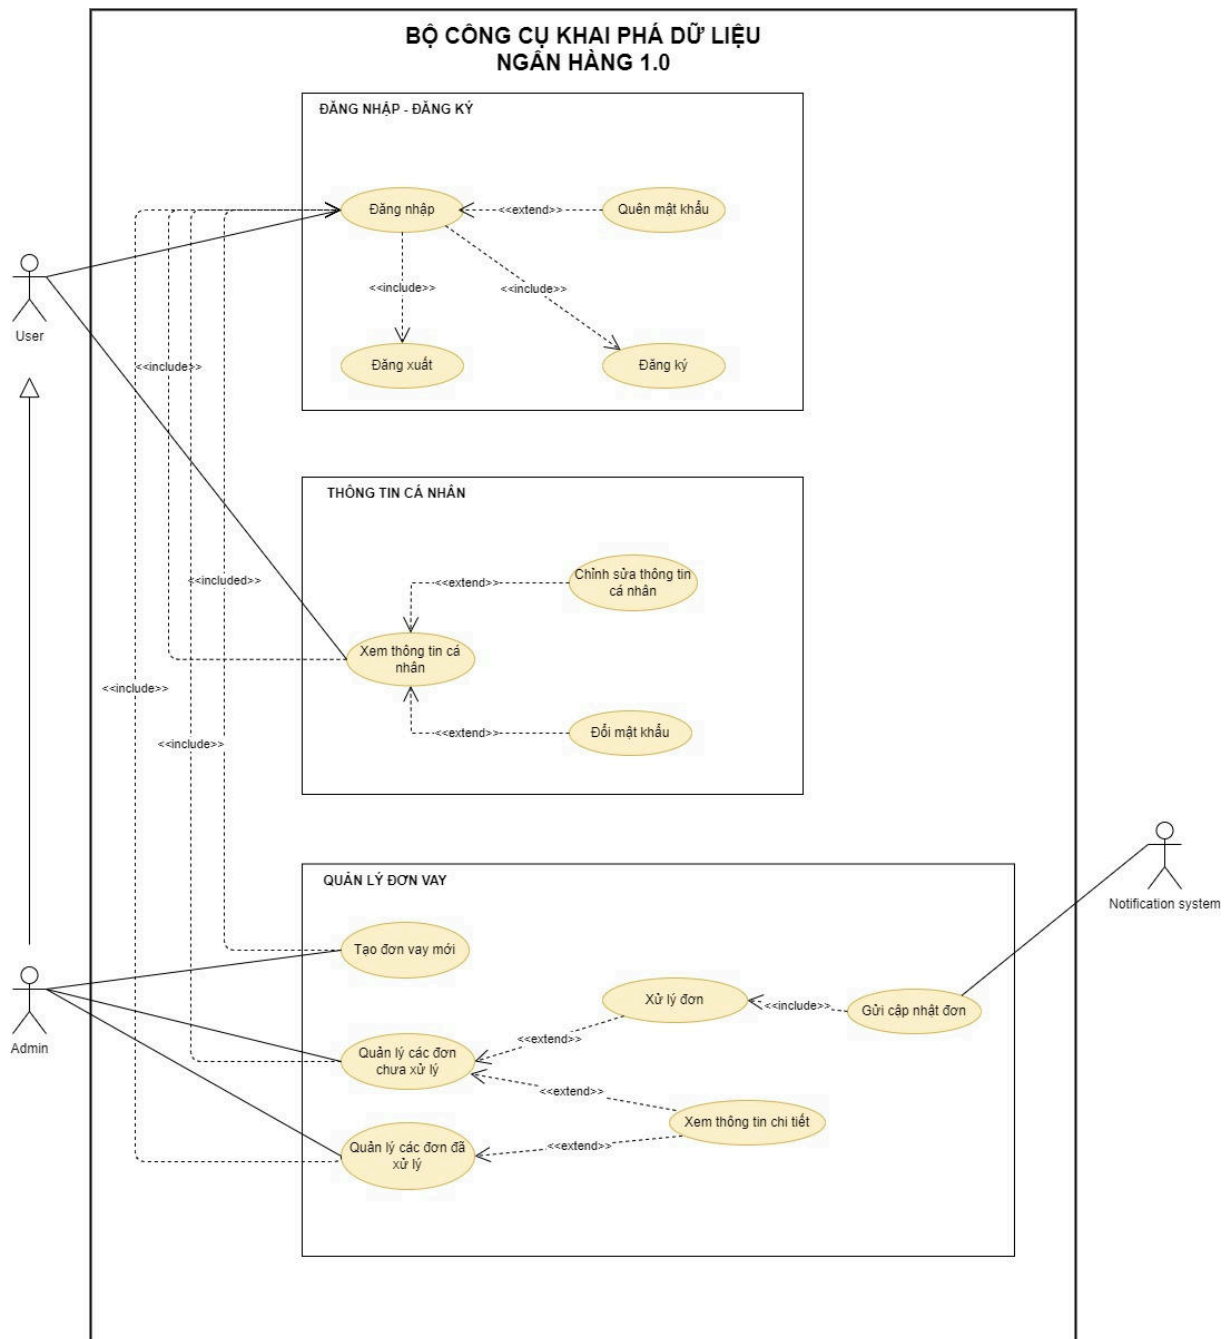 BỘ CÔNG CỤ KHAI PHÁ DỮ LIỆU
NGÂN HÀNG 1.0
ĐĂNG NHẬP - ĐĂNG KÝ
Đăng nhập
<<extend>>
Quên mật khẩu
<<include>>
<<include>>
User
Đăng xuất
Đăng ký
<<include>>
THÔNG TIN CÁ NHÂN
<<included>>
<<extend>>
Chỉnh sửa thông tin
cá nhân
Xem thông tin cá
nhân
<<include>>
<<extend>>
Đổi mật khẩu
<<include>>
QUẢN LÝ ĐƠN VAY
Notification system
Tạo đơn vay mới
Xử lý đơn
<<include>>
Gửi cập nhật đơn
Admin
<<extend>>
Quản lý các đơn
chưa xử lý
<<extend>>
Xem thông tin chi tiết
<<extend>>
Quản lý các đơn đã
xử lý